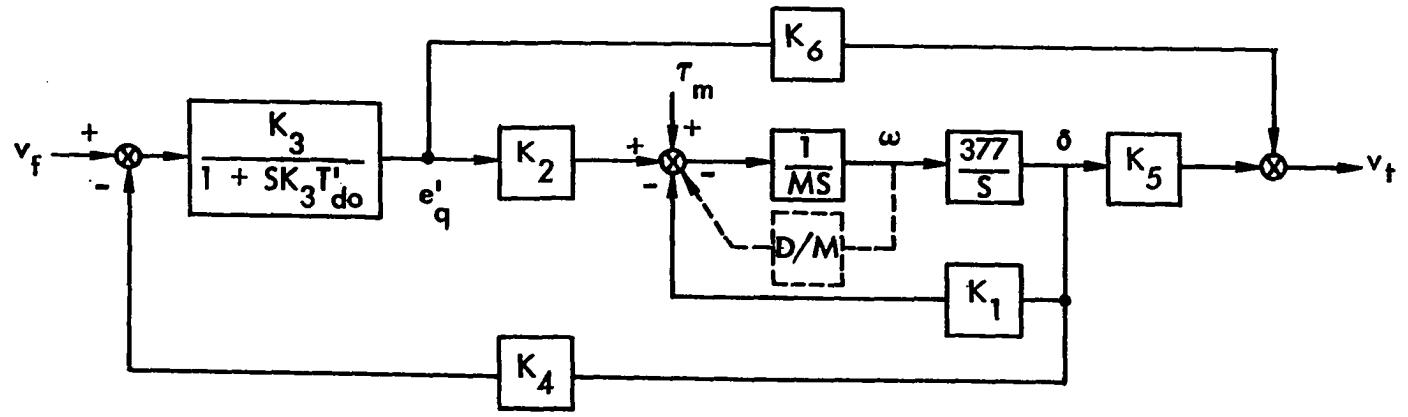 K6
τm
+
vf
-
K3
1 + SK3T'do
e'q
K2
+
+
-
-
1
MS
ω
377
S
δ
K5
vt
D/M
K1
K4